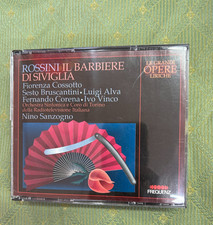 ROSSINI·IL BARBIERE
DI SIVIGLIA
Fiorenza Cossotto
Sesto Bruscantini • Luigi Alva
Fernando Corena • Ivo Vinco
Orchestra Sinfonica e Coro di Torino
della Radiotelevisione Italiana
Nino Sanzogno
LE GRANDI
OPERE
LIRICHE
FREQUENZ